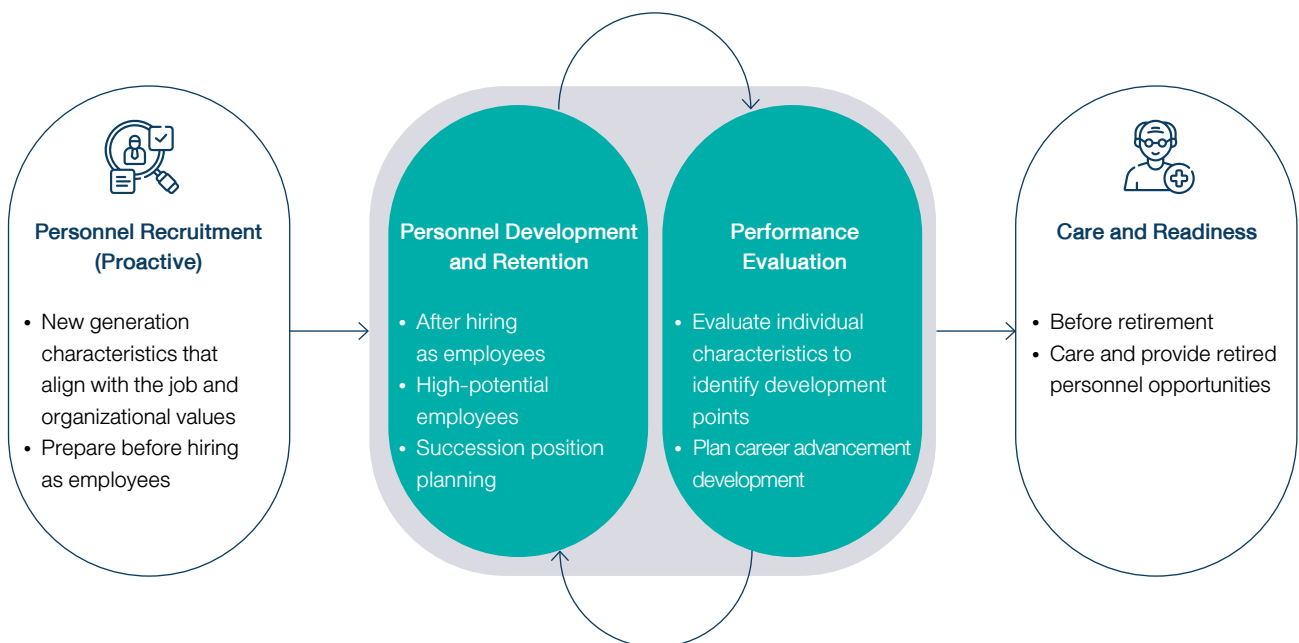 Personnel Recruitment
(Proactive)
• New generation
characteristics that
align with the job and
organizational values
• Prepare before hiring
as employees
Personnel Development
and Retention
• After hiring
as employees
• High-potential
employees
• Succession position
planning
Performance
Evaluation
• Evaluate individual
characteristics to
identify development
points
• Plan career advancement
development
Care and Readiness
• Before retirement
• Care and provide retired
personnel opportunities